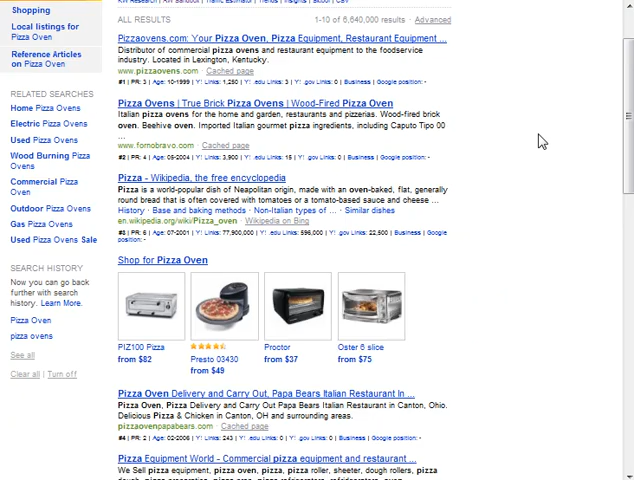 Shopping
Local listings for
Pizza Oven
Reference Articles
on Pizza Oven
RELATED SEARCHES
Home Pizza Ovens
Electric Pizza Ovens
Used Pizza Ovens
Wood Burning Pizza
Ovens
Commercial Pizza
Oven
Outdoor Pizza Ovens
Gas Pizza Ovens
Used Pizza Ovens Sale
SEARCH HISTORY
Now you can go back
further with search
history. Learn More.
Pizza Oven
pizza ovens
See all
Clear all | Turn off
ALL RESULTS
1-10 of 6,640,000 results · Advanced
Pizzaovens.com: Your Pizza Oven, Pizza Equipment, Restaurant Equipment ...
Distributor of commercial pizza ovens and restaurant equipment to the foodservice
industry. Located in Lexington, Kentucky.
www.pizzaovens.com · Cached page
#1 | PR: 3 | Age: 10-1999 | Y! Links: 1,250 | Y! .edu Links: 3 | Y! .gov Links: 0 | Business | Google position: -
Pizza Ovens | True Brick Pizza Ovens | Wood-Fired Pizza Oven
Italian pizza ovens for the home and garden, restaurants and pizzerias. Wood-fired brick
oven. Beehive oven. Imported Italian gourmet pizza ingredients, including Caputo Tipo 00
...
www.fornobravo.com · Cached page
#2 | PR: 4 | Age: 05-2004 | Y! Links: 3,900 | Y! .edu Links: 15 | Y! .gov Links: 0 | Business | Google position: -
Pizza - Wikipedia, the free encyclopedia
Pizza is a world-popular dish of Neapolitan origin, made with an oven-baked, flat, generally
round bread that is often covered with tomatoes or a tomato-based sauce and cheese ...
History · Base and baking methods · Non-Italian types of ... · Similar dishes
en.wikipedia.org/wiki/Pizza_oven · Wikipedia on Bing
#3 | PR: 6 | Age: 07-2001 | Y! Links: 77,900,000 | Y! .edu Links: 596,000 | Y! .gov Links: 22,500 | Business | Google
position: -
Shop for Pizza Oven
PIZ100 Pizza
from $82
Presto 03430
from $49
Proctor
from $37
Oster 6 slice
from $75
Pizza Oven Delivery and Carry Out, Papa Bears Italian Restaurant In ...
Pizza Oven, Pizza Delivery and Carry Out Papa Bears Italian Restaurant in Canton, Ohio.
Delicious Pizza & Chicken in Canton, OH and surrounding areas.
pizzaovenpapabears.com · Cached page
#4 | PR: 2 | Age: 02-2006 | Y! Links: 243 | Y! .edu Links: 0 | Y! .gov Links: 0 | Business | Google position: -
Pizza Equipment World - Commercial pizza equipment and restaurant ...
We Sell pizza equipment, pizza oven, pizza, pizza roller, sheeter, dough rollers, pizza